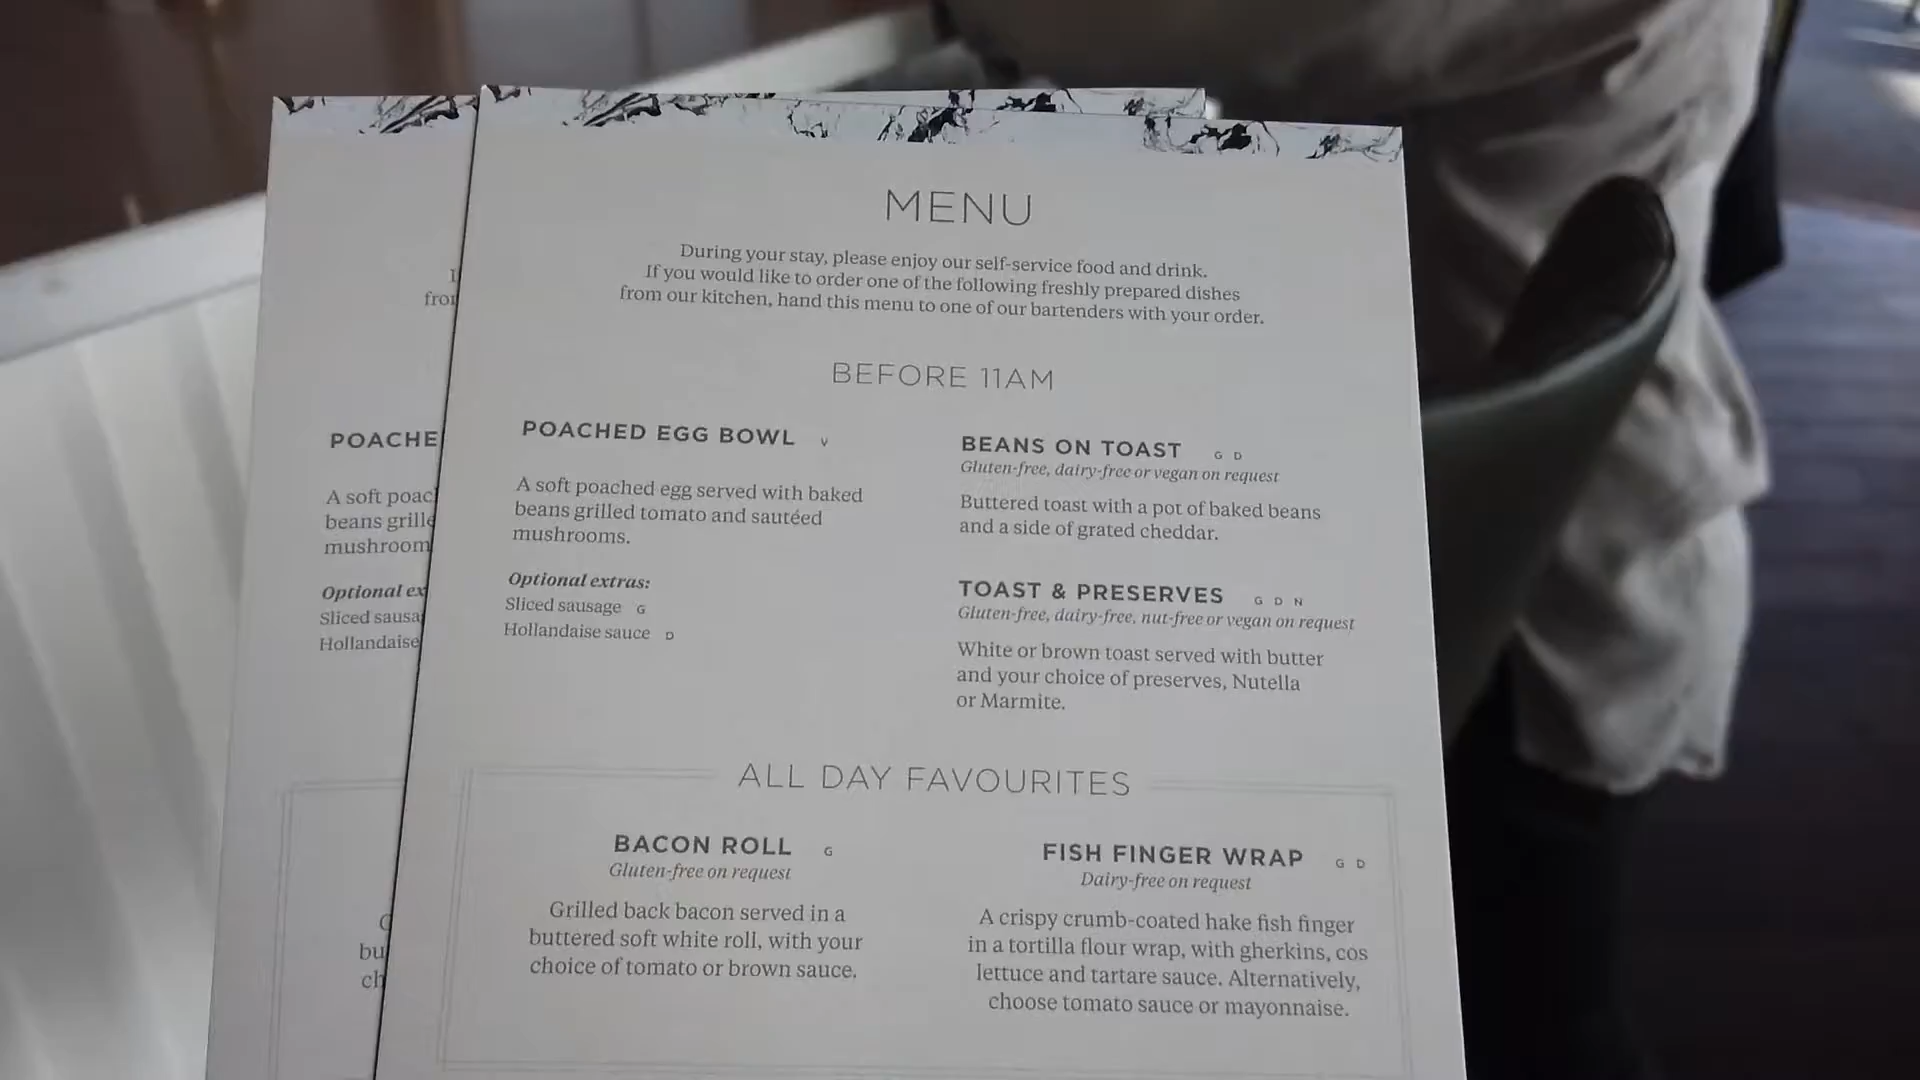 MENU
During your stay, please enjoy our self-service food and drink.
If you would like to order one of the following freshly prepared dishes
from our kitchen, hand this menu to one of our bartenders with your order.
BEFORE 11AM
POACHED EGG BOWL V
A soft poached egg served with baked
beans grilled tomato and sautéed
mushrooms.
Optional extras:
Sliced sausage G
Hollandaise sauce D
BEANS ON TOAST G D
Gluten-free, dairy-free or vegan on request
Buttered toast with a pot of baked beans
and a side of grated cheddar.
TOAST & PRESERVES G D N
Gluten-free, dairy-free, nut-free or vegan on request
White or brown toast served with butter
and your choice of preserves, Nutella
or Marmite.
ALL DAY FAVOURITES
BACON ROLL G
Gluten-free on request
Grilled back bacon served in a
buttered soft white roll, with your
choice of tomato or brown sauce.
FISH FINGER WRAP G D
Dairy-free on request
A crispy crumb-coated hake fish finger
in a tortilla flour wrap, with gherkins, cos
lettuce and tartare sauce. Alternatively,
choose tomato sauce or mayonnaise.
POACHE
A soft poac
beans grille
mushroom
Optional ex
Sliced sausa
Hollandaise